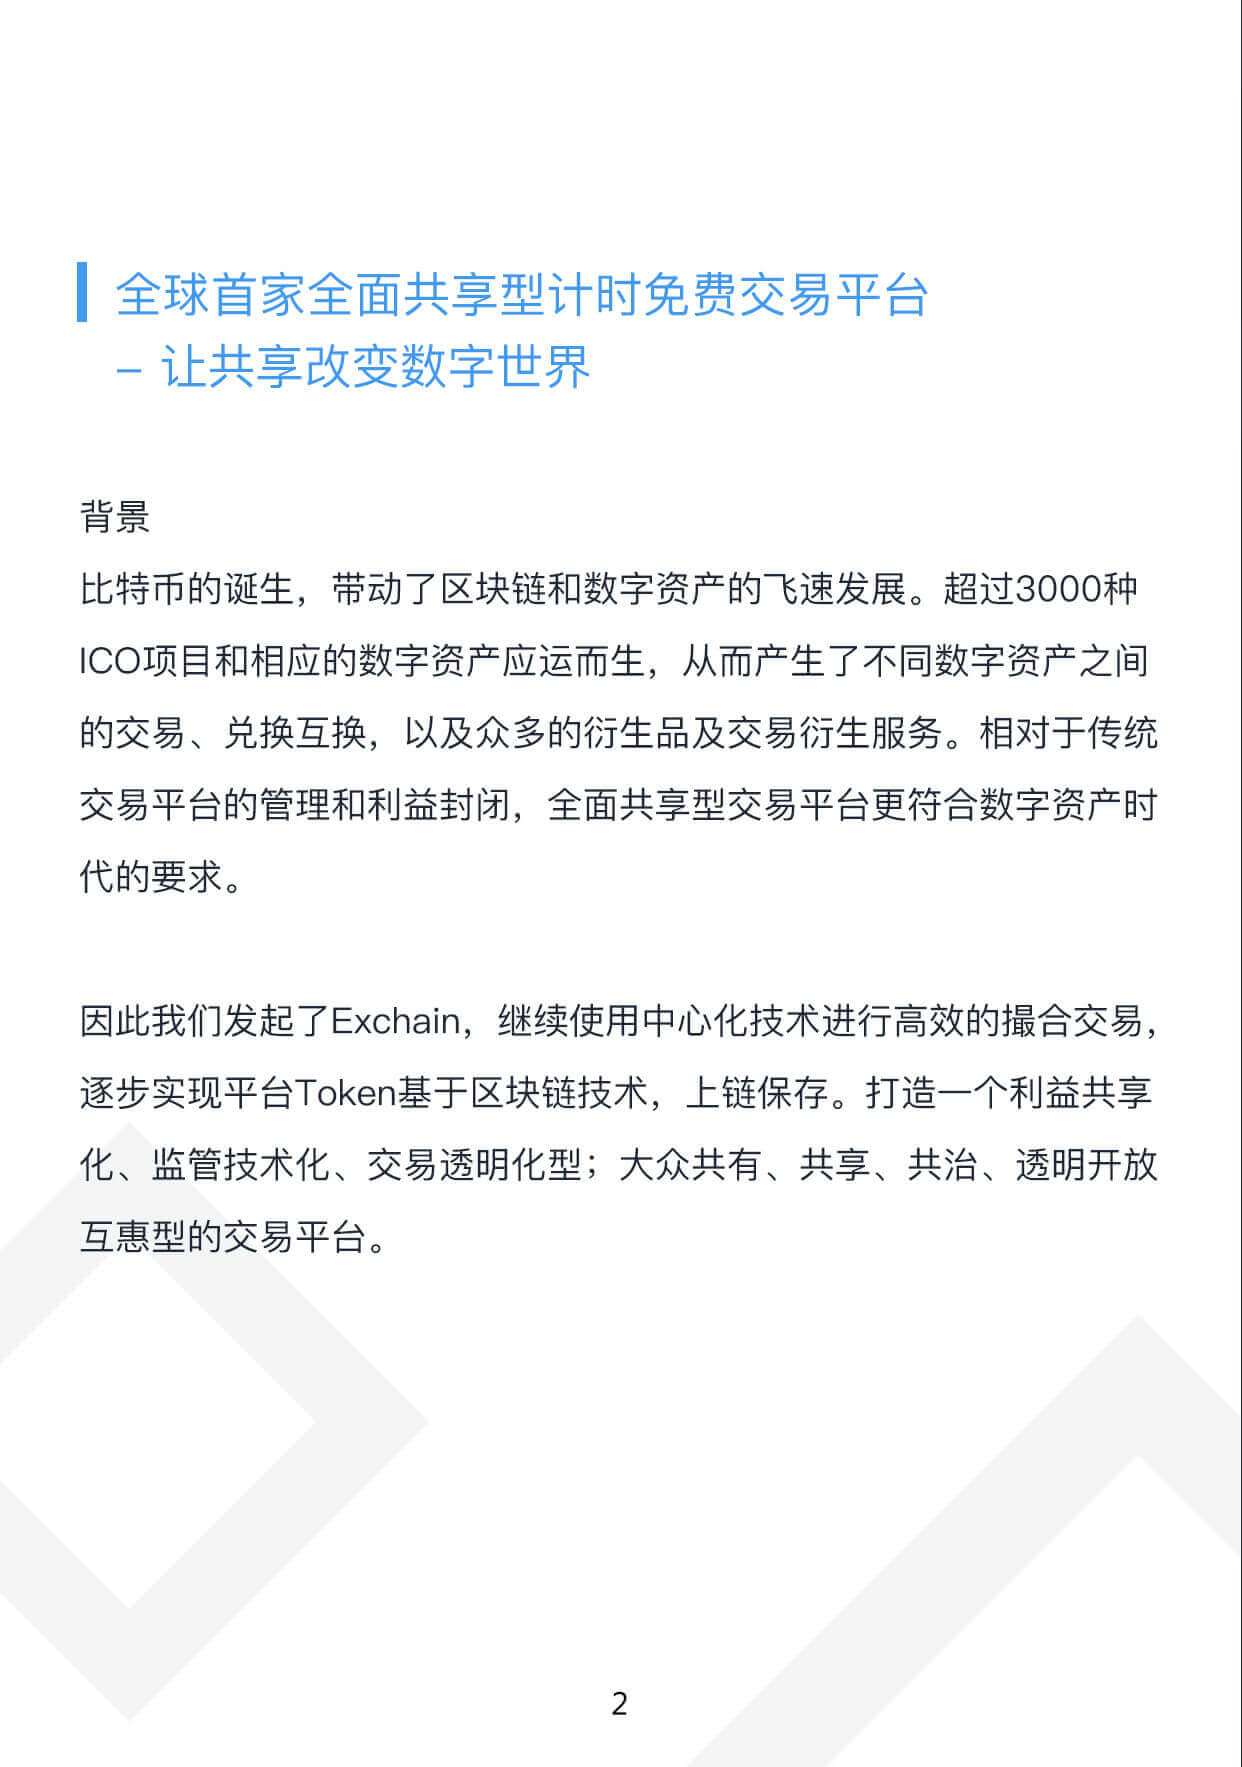 全球首家全面共享型计时免费交易平台
– 让共享改变数字世界
背景
比特币的诞生，带动了区块链和数字资产的飞速发展。超过3000种
ICO项目和相应的数字资产应运而生，从而产生了不同数字资产之间
的交易、兑换互换，以及众多的衍生品及交易衍生服务。相对于传统
交易平台的管理和利益封闭，全面共享型交易平台更符合数字资产时
代的要求。
因此我们发起了Exchain，继续使用中心化技术进行高效的撮合交易，
逐步实现平台Token基于区块链技术，上链保存。打造一个利益共享
化、监管技术化、交易透明化型；大众共有、共享、共治、透明开放
互惠型的交易平台。
2